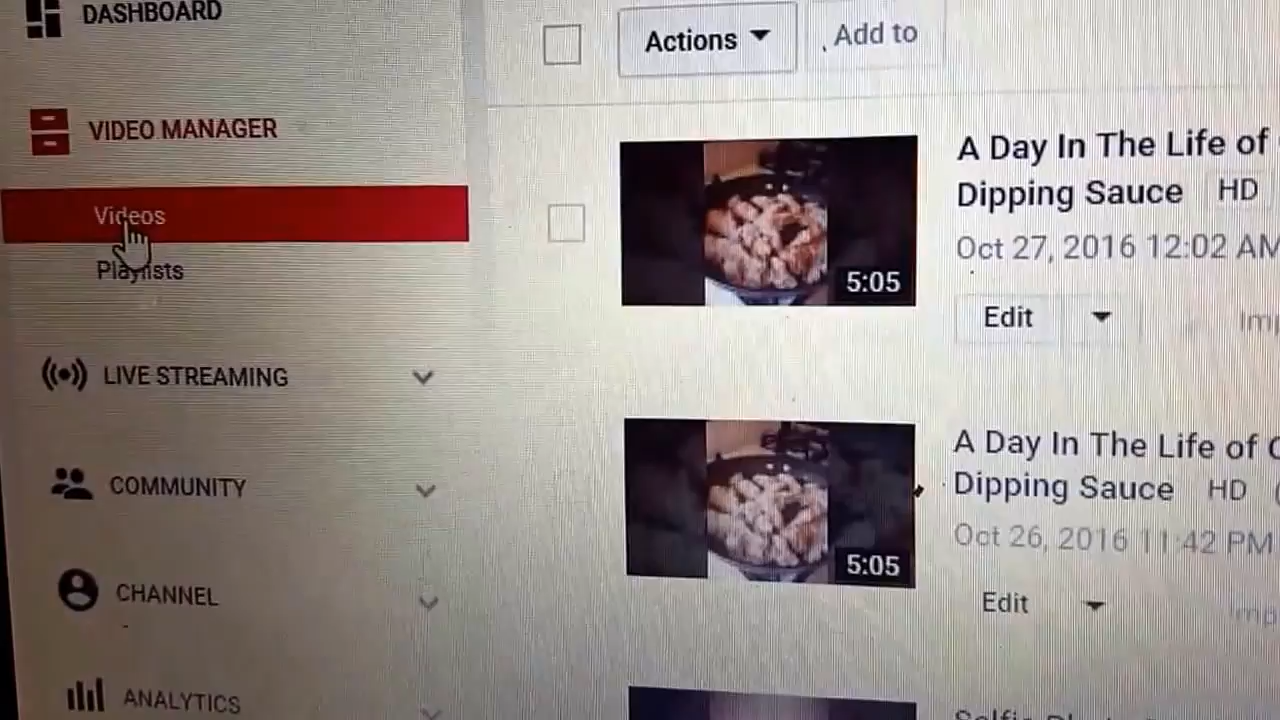 DASHBOARD
VIDEO MANAGER
Videos
Playlists
LIVE STREAMING
COMMUNITY
CHANNEL
ANALYTICS
Actions
Add to
5:05
A Day In The Life of
Dipping Sauce HD
Oct 27, 2016 12:02 AM
Edit
5:05
A Day In The Life of
Dipping Sauce HD
Oct 26, 2016 11:42 PM
Edit